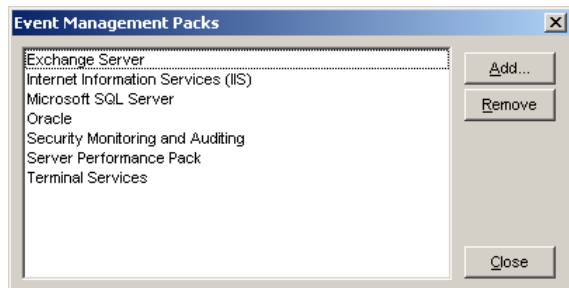 Event Management Packs
Exchange Server
Internet Information Services (IIS)
Microsoft SQL Server
Oracle
Security Monitoring and Auditing
Server Performance Pack
Terminal Services
Add...
Remove
Close